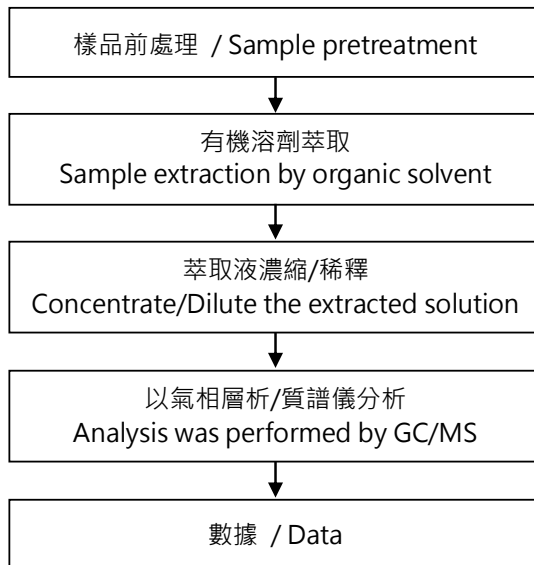 樣品前處理 / Sample pretreatment
有機溶劑萃取
Sample extraction by organic solvent
萃取液濃縮/稀釋
Concentrate/Dilute the extracted solution
以氣相層析/質譜儀分析
Analysis was performed by GC/MS
數據 / Data